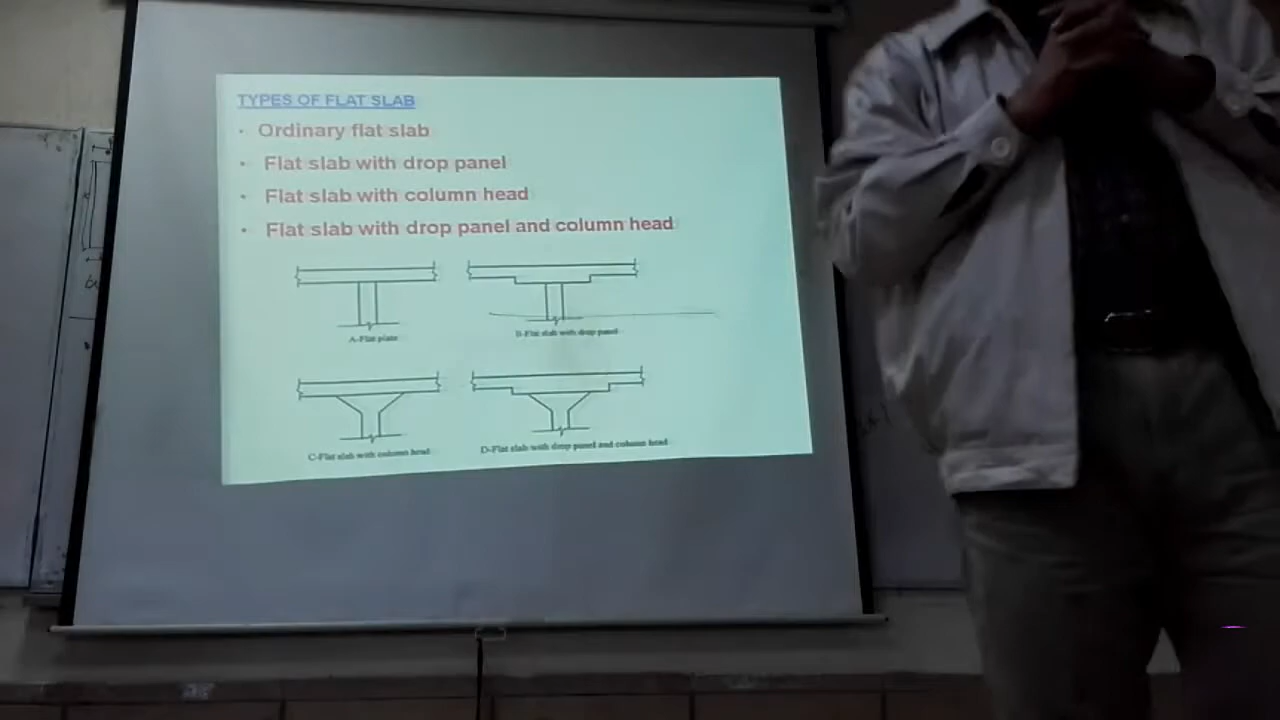 TYPES OF FLAT SLAB
• Ordinary flat slab
• Flat slab with drop panel
• Flat slab with column head
• Flat slab with drop panel and column head
A-Flat plate
B-Flat slab with drop panel
C-Flat slab with column head
D-Flat slab with drop panel and column head